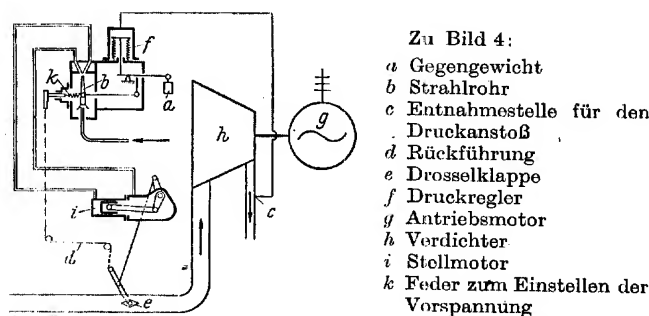 f
k
b
a
h
g
i
c
d
e
Zu Bild 4:
a Gegengewicht
b Strahlrohr
c Entnahmestelle für den
Druckanstoß
d Rückführung
e Drosselklappe
f Druckregler
g Antriebsmotor
h Verdichter
i Stellmotor
k Feder zum Einstellen der
Vorspannung